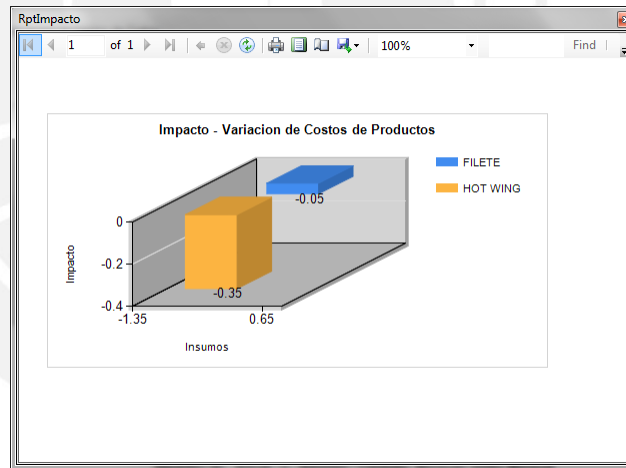 RptImpacto
1 of 1 100% Find
Impacto - Variacion de Costos de Productos
FILETE
HOT WING
-0.05
0
-0.2
-0.35
-0.4
-1.35 0.65
Impacto
Insumos